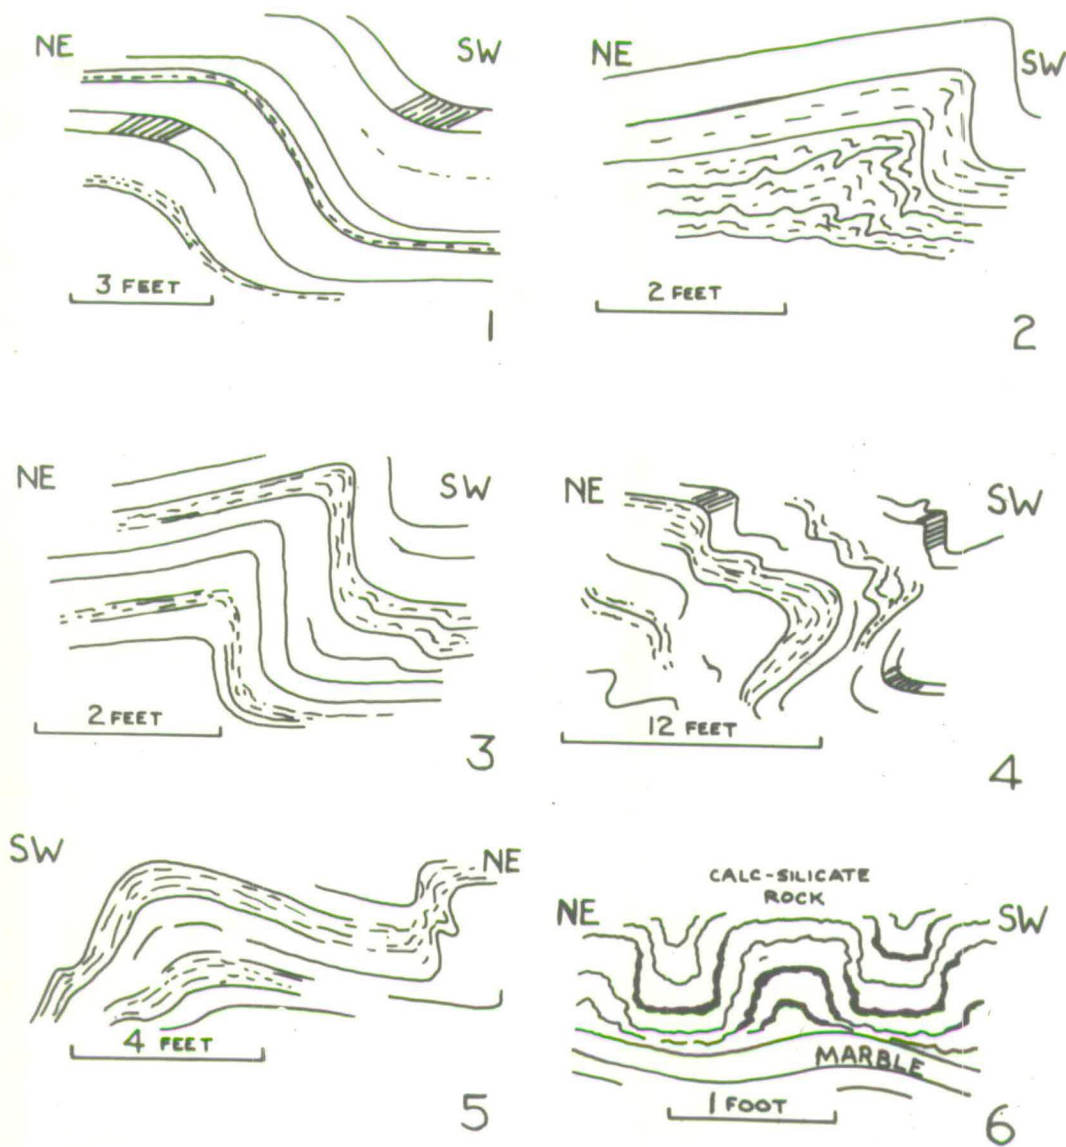 NE
SW
3 FEET
1
NE
SW
2 FEET
2
NE
SW
2 FEET
3
NE
SW
12 FEET
4
SW
NE
4 FEET
5
CALC-SILICATE
ROCK
NE
SW
MARBLE
1 FOOT
6